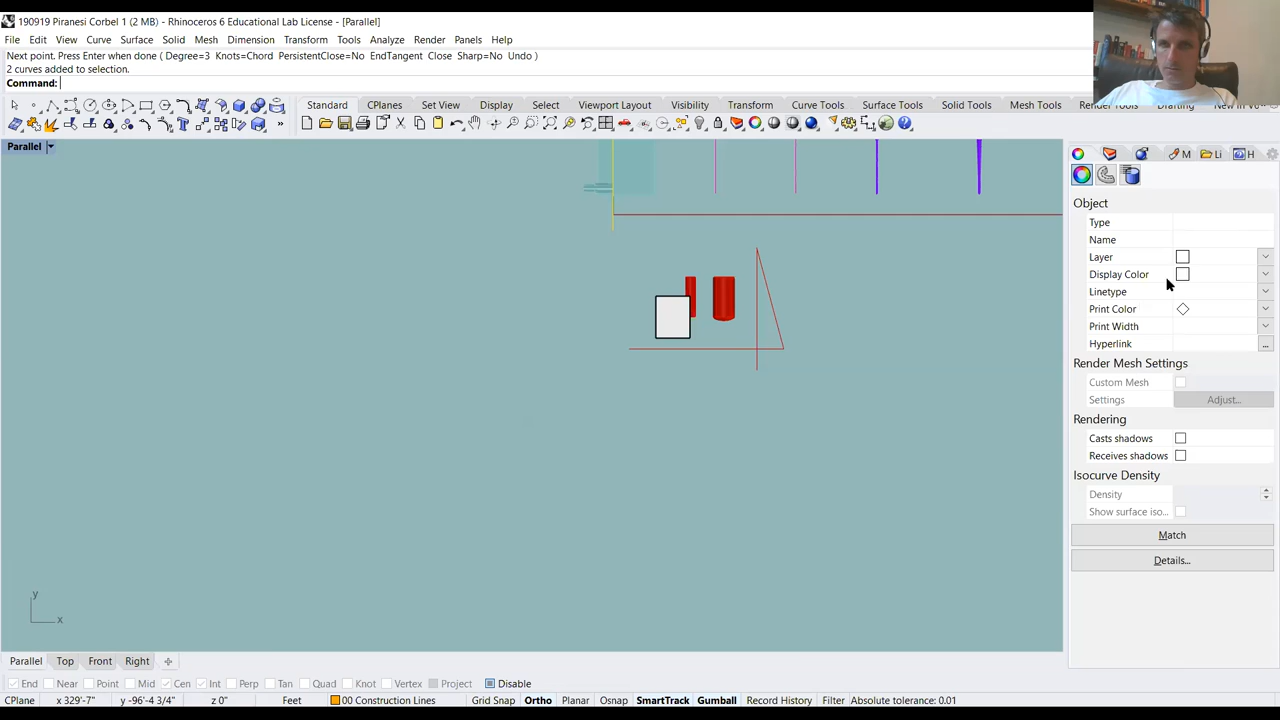 190919 Piranesi Corbel 1 (2 MB) - Rhinoceros 6 Educational Lab License - [Parallel]
File Edit View Curve Surface Solid Mesh Dimension Transform Tools Analyze Render Panels Help
Next point. Press Enter when done ( Degree=3 Knots=Chord PersistentClose=No EndTangent Close Sharp=No Undo )
2 curves added to selection.
Command:
Standard CPlanes Set View Display Select Viewport Layout Visibility Transform Curve Tools Surface Tools Solid Tools Mesh Tools Render Tools Drafting New in V6
Parallel
M Li H
Object
Type
Name
Layer
Display Color
Linetype
Print Color
Print Width
Hyperlink ...
Render Mesh Settings
Custom Mesh
Settings Adjust...
Rendering
Casts shadows
Receives shadows
Isocurve Density
Density
Show surface iso...
Match
Details...
y
x
Parallel Top Front Right
End Near Point Mid Cen Int Perp Tan Quad Knot Vertex Project Disable
CPlane x 329'-7" y -96'-4 3/4" z 0" Feet 00 Construction Lines Grid Snap Ortho Planar Osnap SmartTrack Gumball Record History Filter Absolute tolerance: 0.01